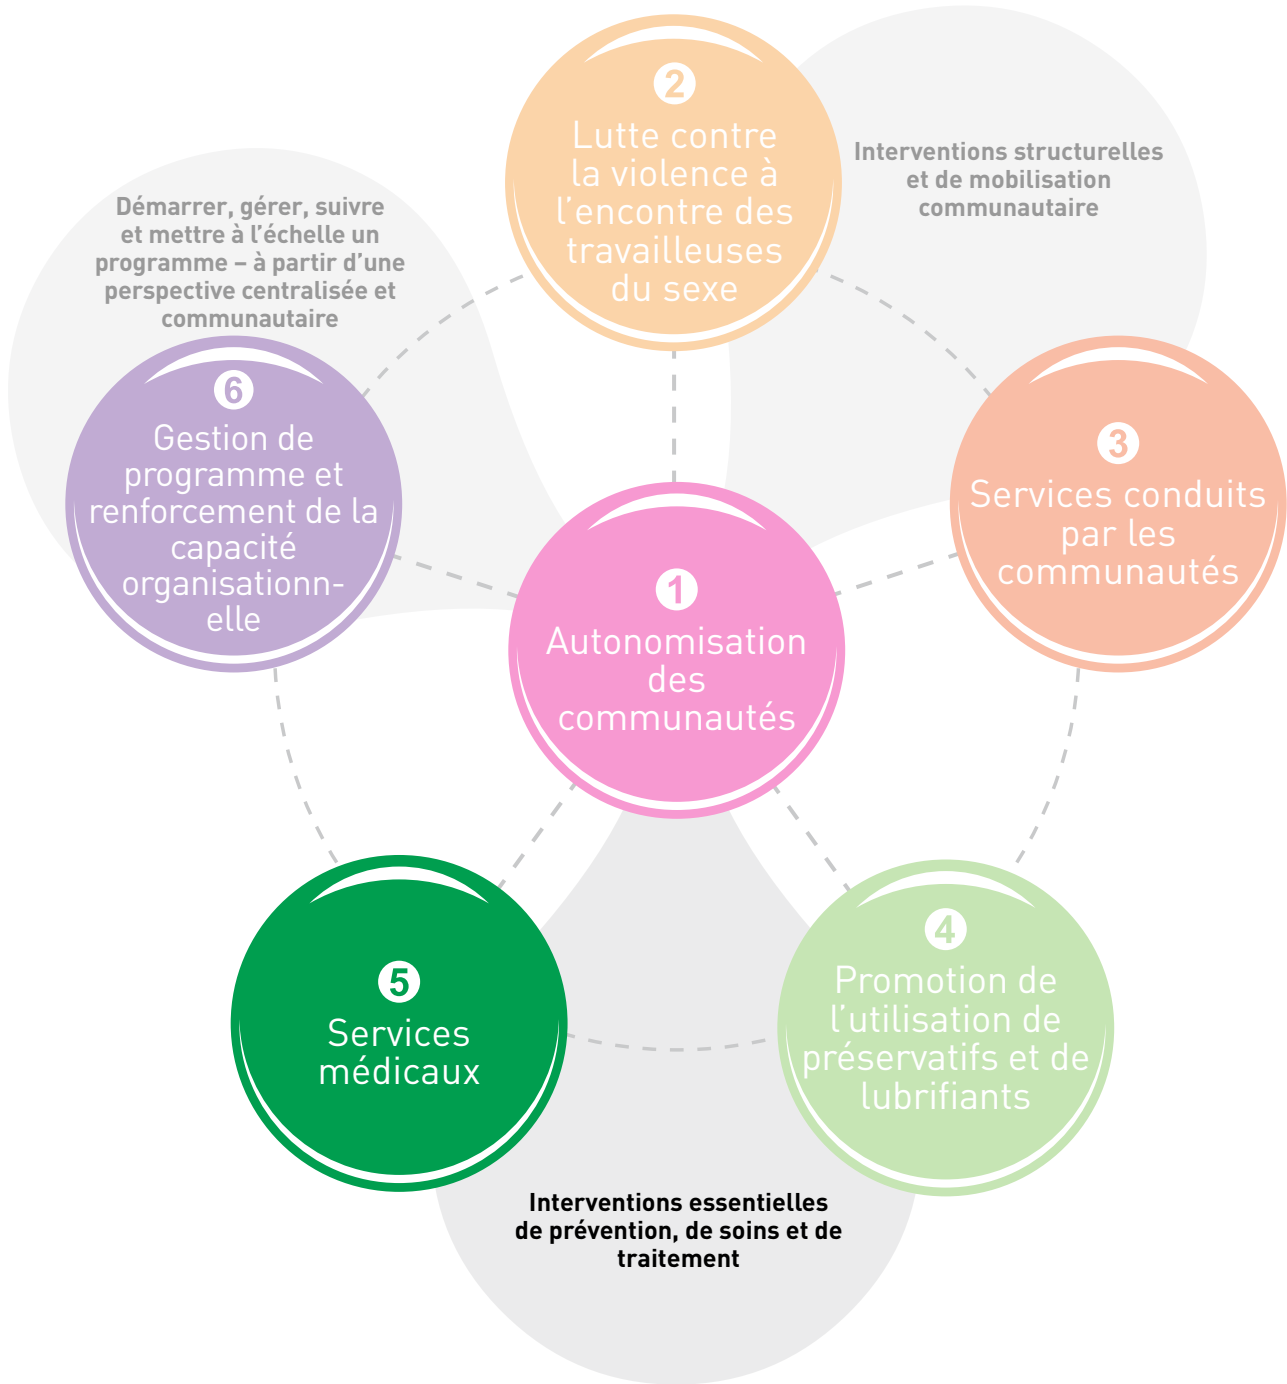 2
Lutte contre
la violence à
l’encontre des
travailleuses
du sexe
Interventions structurelles
et de mobilisation
communautaire
Démarrer, gérer, suivre
et mettre à l’échelle un
programme – à partir d’une
perspective centralisée et
communautaire
6
Gestion de
programme et
renforcement de la
capacité
organisationn-
elle
3
Services conduits
par les
communautés
1
Autonomisation
des
communautés
5
Services
médicaux
4
Promotion de
l’utilisation de
préservatifs et de
lubrifiants
Interventions essentielles
de prévention, de soins et de
traitement